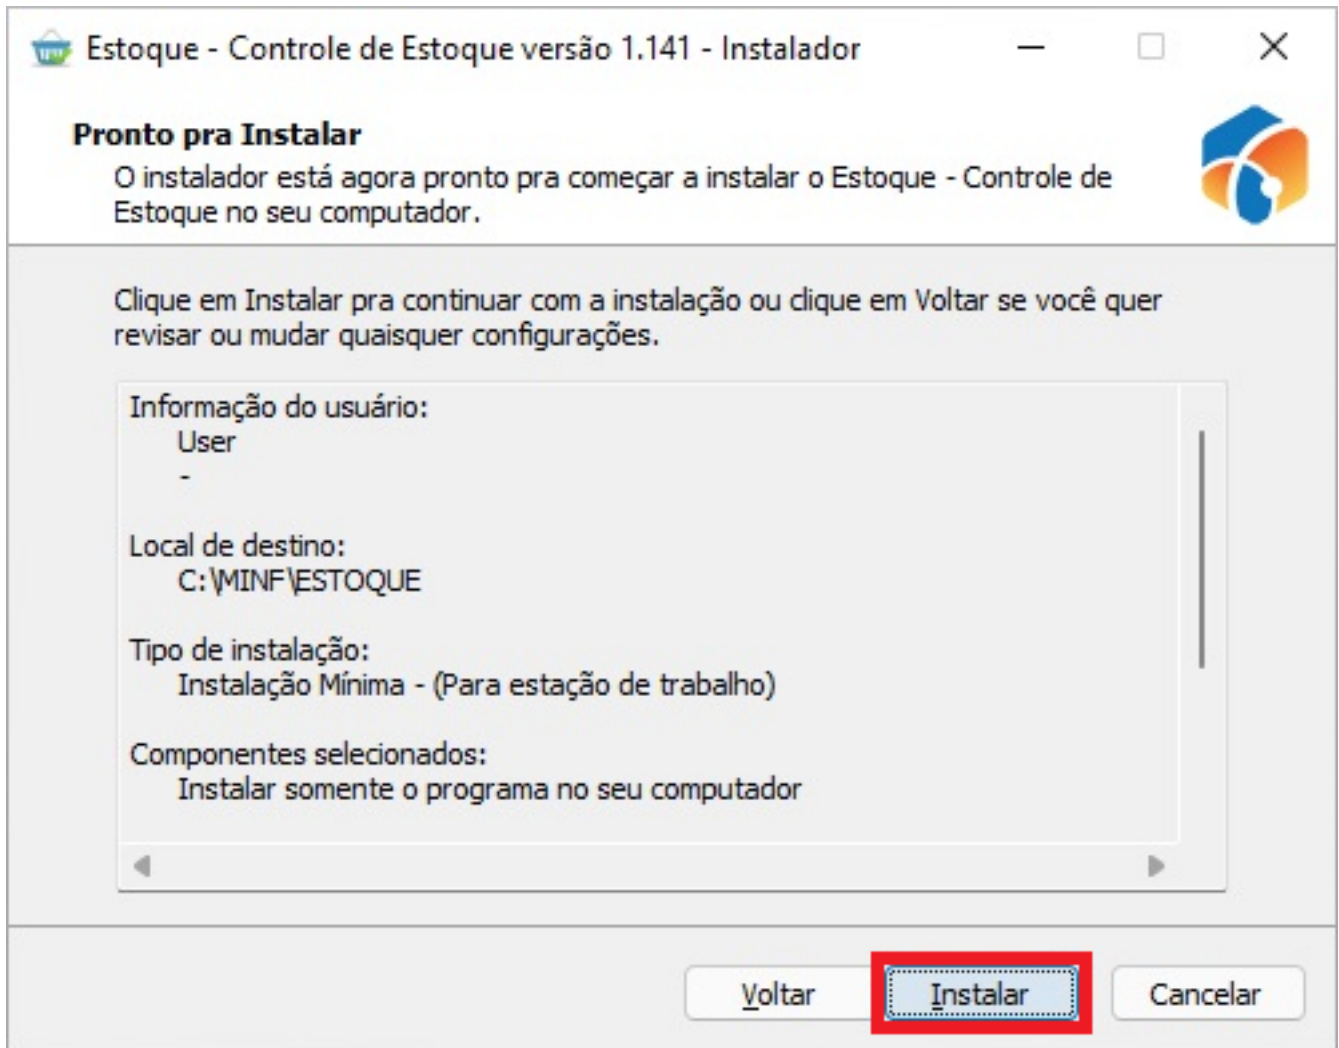 Estoque - Controle de Estoque versão 1.141 - Instalador
Pronto pra Instalar
O instalador está agora pronto pra começar a instalar o Estoque - Controle de
Estoque no seu computador.
Clique em Instalar pra continuar com a instalação ou clique em Voltar se você quer
revisar ou mudar quaisquer configurações.
Informação do usuário:
User
-
Local de destino:
C:\MINF\ESTOQUE
Tipo de instalação:
Instalação Mínima - (Para estação de trabalho)
Componentes selecionados:
Instalar somente o programa no seu computador
Voltar
Instalar
Cancelar